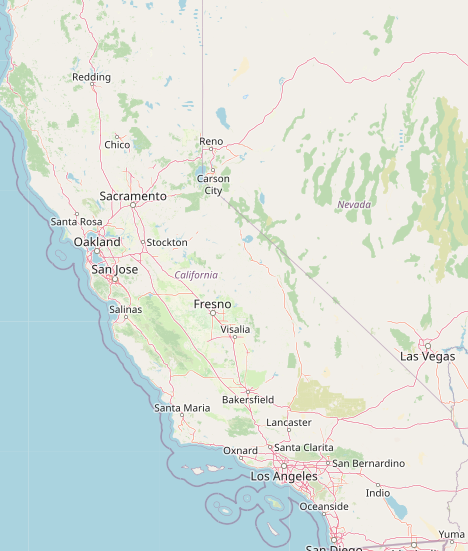 Redding
Chico
Reno
Carson
City
Sacramento
Nevada
Santa Rosa
Oakland
Stockton
San Jose
California
Salinas
Fresno
Visalia
Las Vegas
Bakersfield
Santa Maria
Lancaster
Oxnard
Santa Clarita
San Bernardino
Los Angeles
Indio
Oceanside
Yuma
San Diego